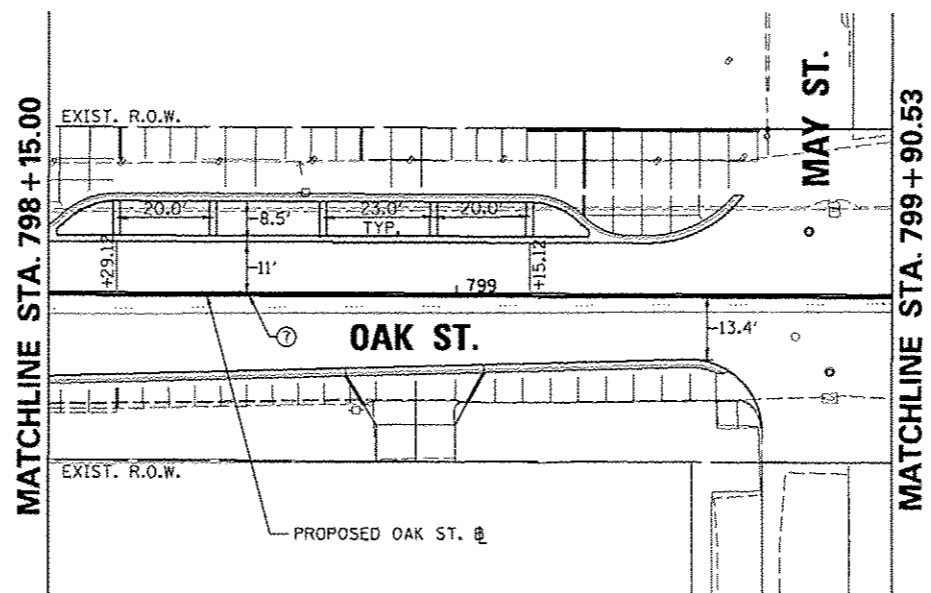 MATCHLINE STA. 798+15.00
EXIST. R.O.W.
MAY ST.
MATCHLINE STA. 799+90.53
20.0'
8.5'
23.0'
TYP.
20.0'
+29.12
11'
799
+15.12
7
OAK ST.
13.4'
EXIST. R.O.W.
PROPOSED OAK ST. ⅊